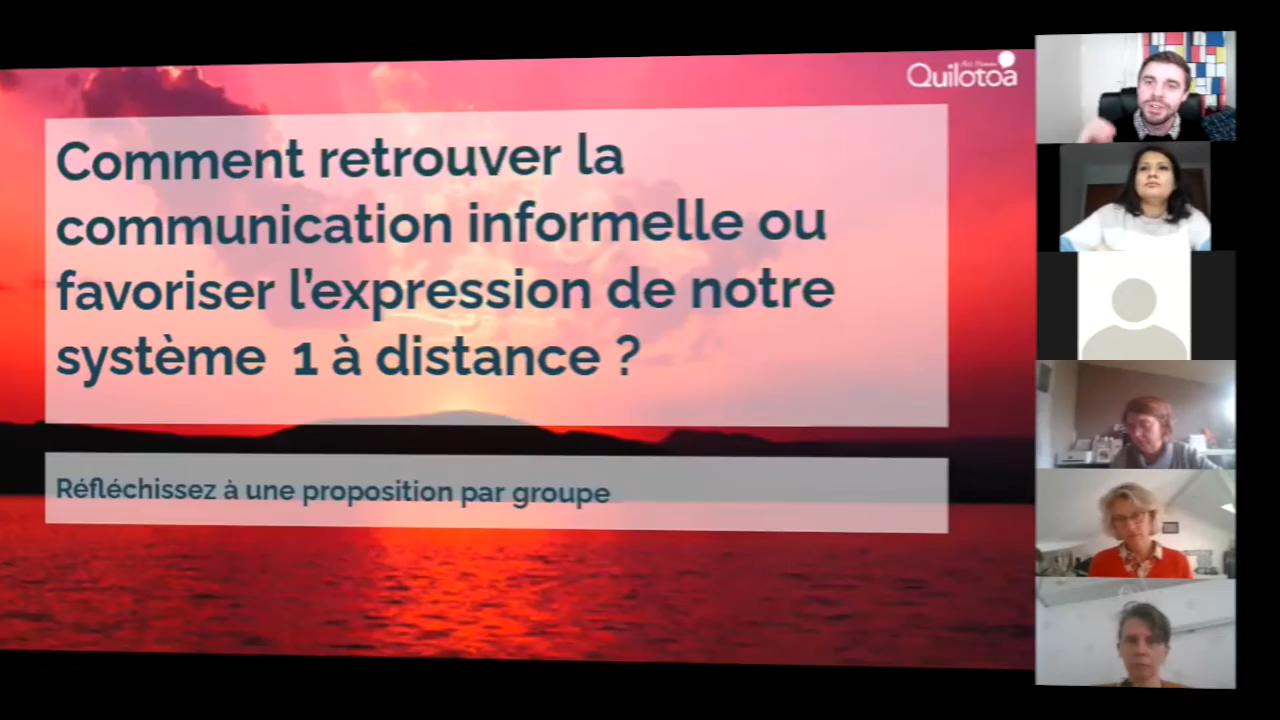 Quilotoa
Comment retrouver la
communication informelle ou
favoriser l'expression de notre
système 1 à distance ?
Réfléchissez à une proposition par groupe